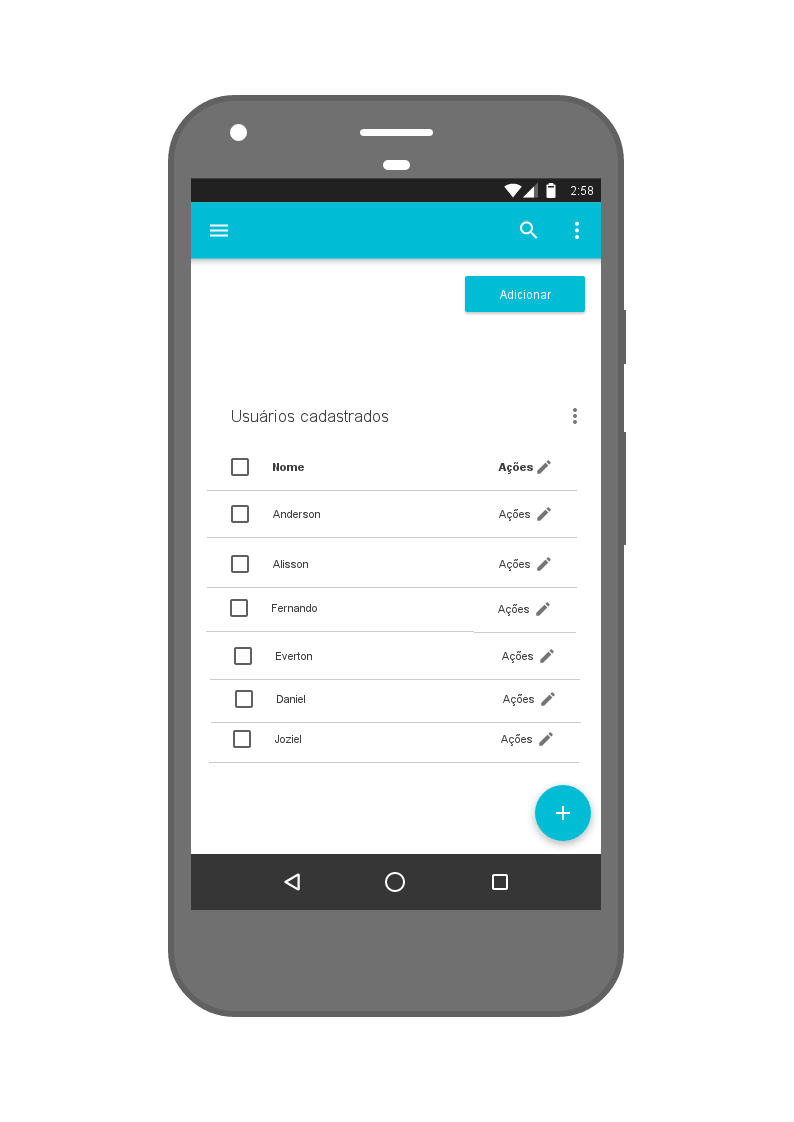 2:58
Adicionar
Usuários cadastrados
Nome Ações
Anderson Ações
Alisson Ações
Fernando Ações
Everton Ações
Daniel Ações
Joziel Ações